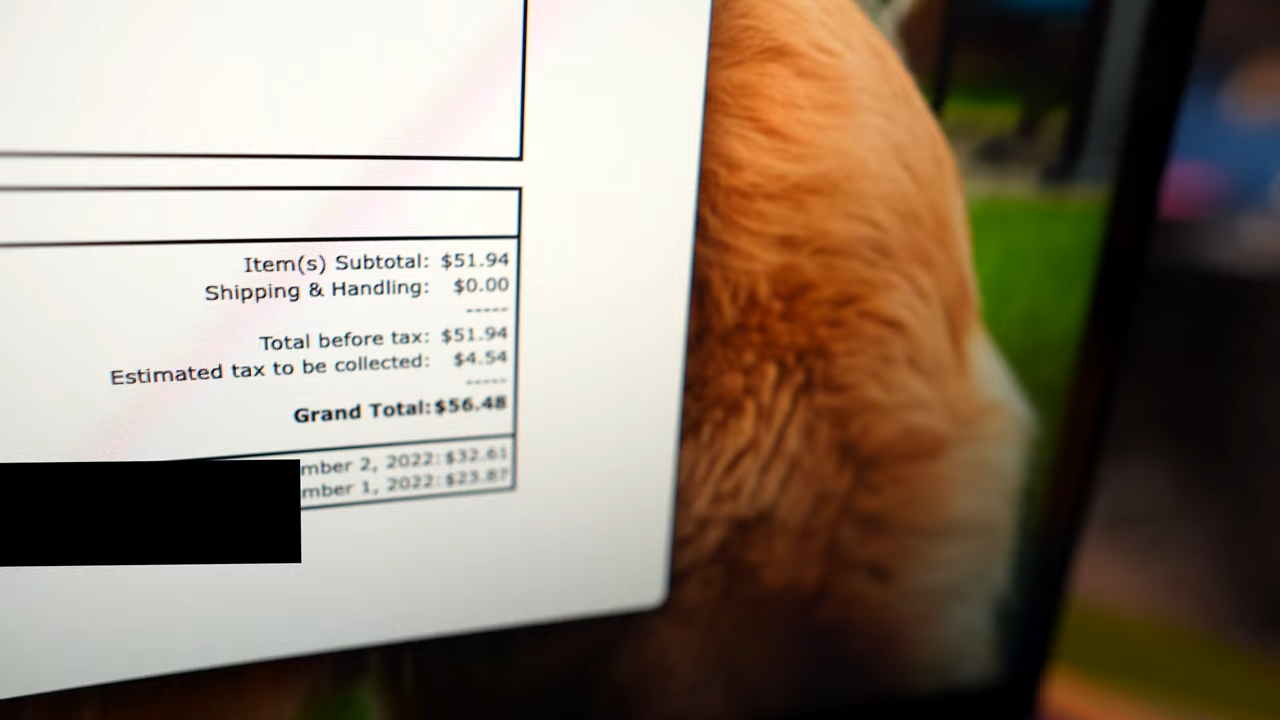 Item(s) Subtotal: $51.94
Shipping & Handling: $0.00
-----
Total before tax: $51.94
Estimated tax to be collected: $4.54
-----
Grand Total: $56.48
mber 2, 2022: $32.61
mber 1, 2022: $23.87